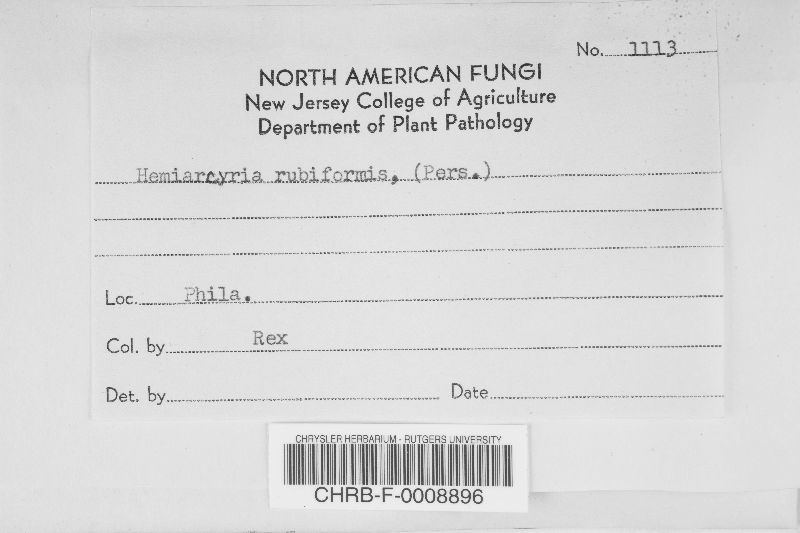 No. 1113
NORTH AMERICAN FUNGI
New Jersey College of Agriculture
Department of Plant Pathology
Hemiarcyria rubiformis, (Pers.)
Loc. Phila.
Col. by Rex
Det. by Date
CHRYSLER HERBARIUM - RUTGERS UNIVERSITY
CHRB-F-0008896